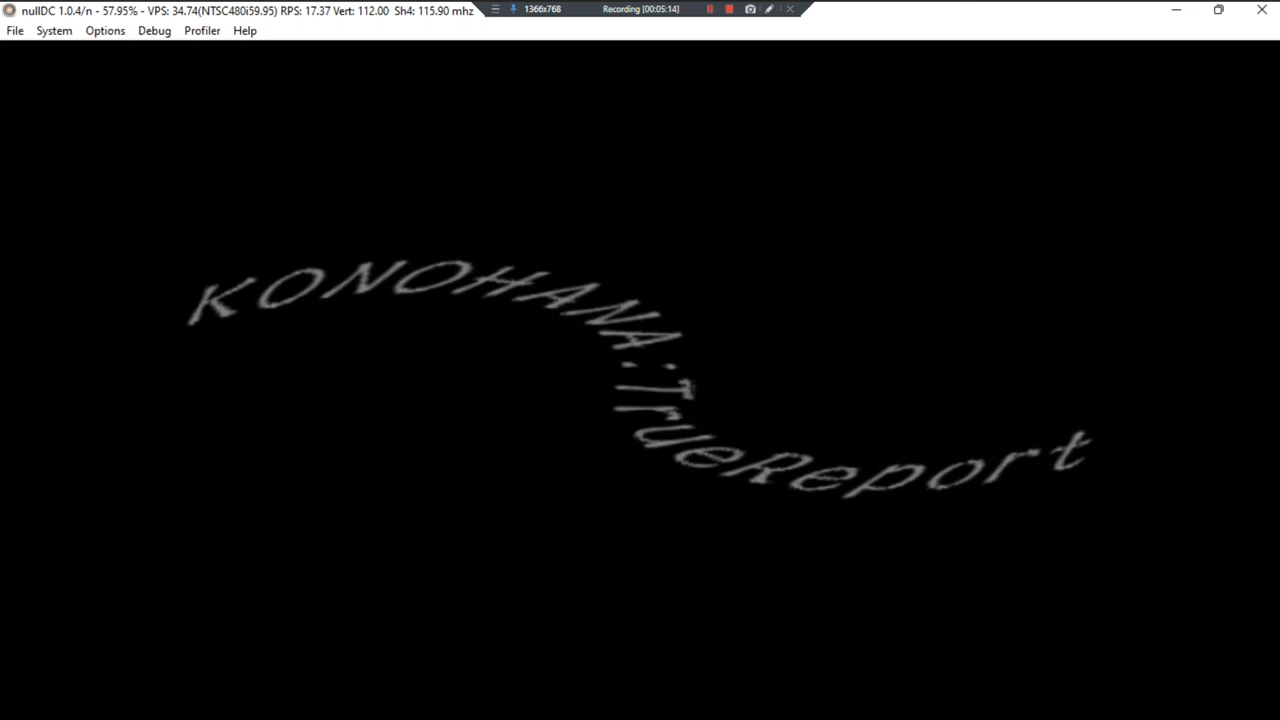 nullDC 1.0.4/n - 57.95% - VPS: 34.74(NTSC480i59.95) RPS: 17.37 Vert: 112.00 Sh4: 115.90 mhz
1366x768 Recording [00:05:14]
File System Options Debug Profiler Help
KONOHANA:TrueReport